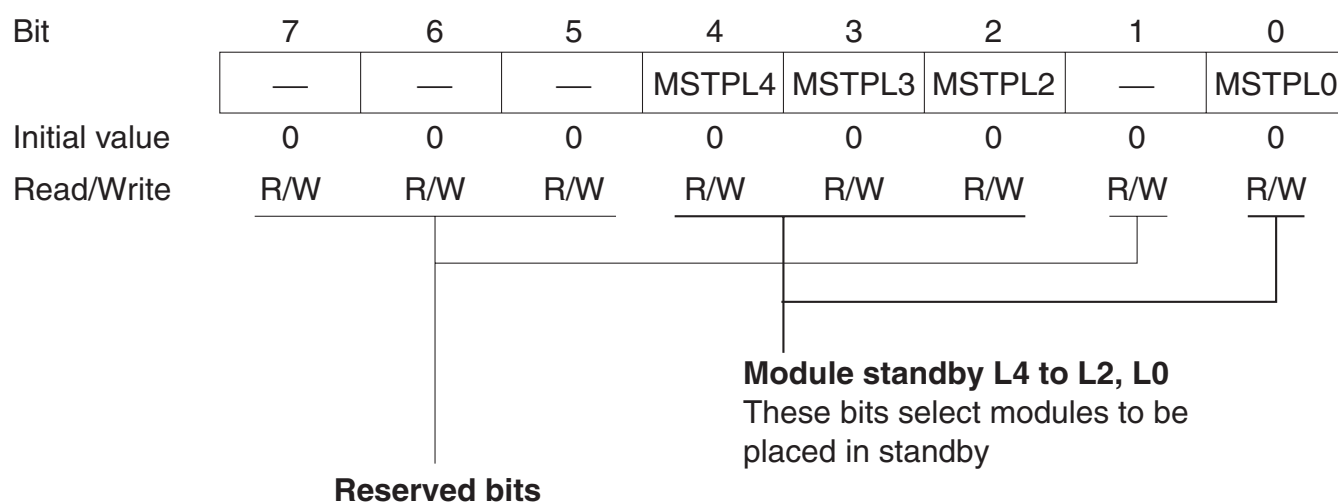 Bit 7 6 5 4 3 2 1 0
— — — MSTPL4 MSTPL3 MSTPL2 — MSTPL0
Initial value 0 0 0 0 0 0 0 0
Read/Write R/W R/W R/W R/W R/W R/W R/W R/W
Module standby L4 to L2, L0
These bits select modules to be
placed in standby
Reserved bits